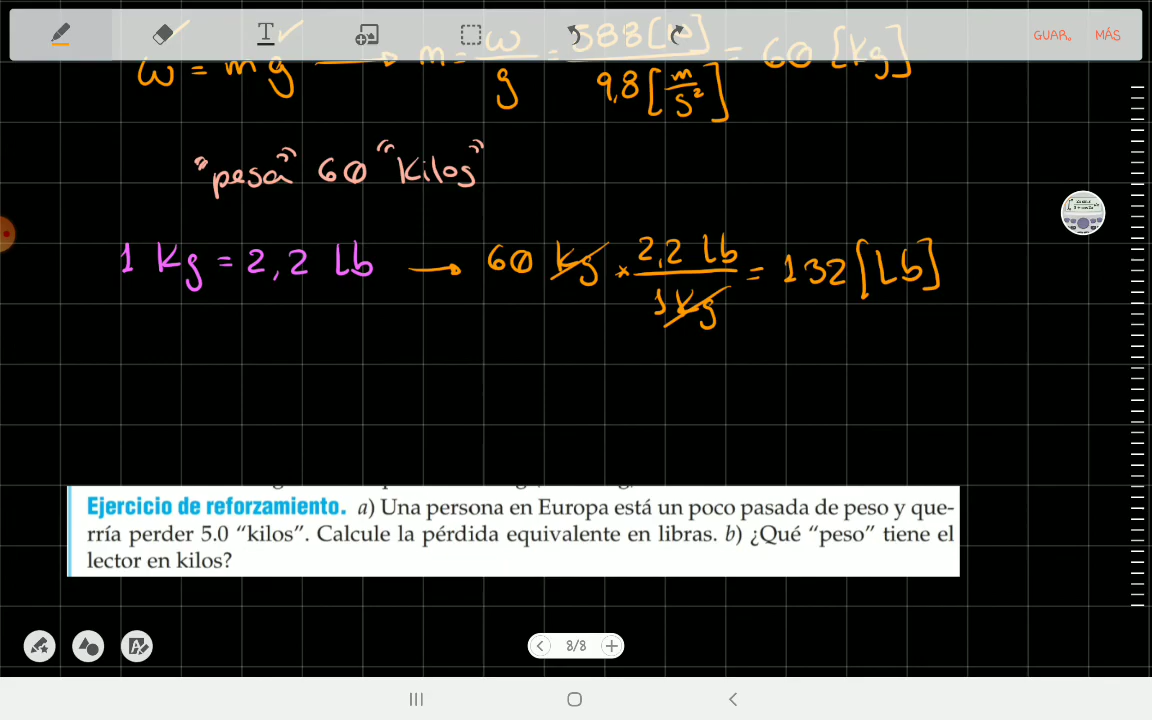 T GUAR. MÁS
ω = m g → m = ω/g = 588 [N]/9,8 [m/s²] = 60 [Kg]
"pesa" 60 "Kilos"
1 Kg = 2,2 Lb → 60 Kg * 2,2 Lb/1 Kg = 132 [Lb]
Ejercicio de reforzamiento. a) Una persona en Europa está un poco pasada de peso y que-
rría perder 5.0 “kilos”. Calcule la pérdida equivalente en libras. b) ¿Qué “peso” tiene el
lector en kilos?
8/8